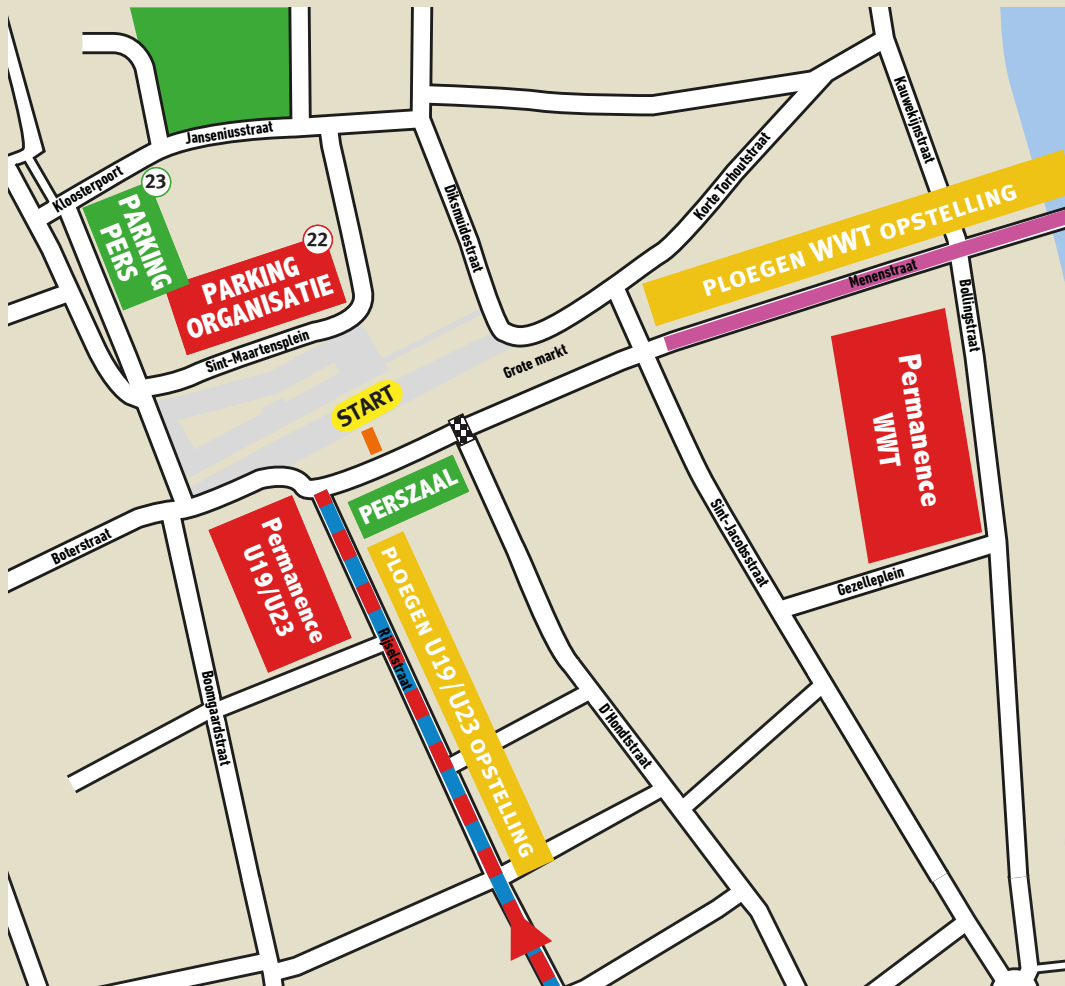 Janseniusstraat
Kloosterpoort
23
PARKING
PERS
22
PARKING
ORGANISATIE
Sint-Maartensplein
Diksmuidestraat
Korte Torhoutstraat
Kauwekijnstraat
PLOEGEN WWT OPSTELLING
Menenstraat
Bollingstraat
Grote markt
START
Permanence
WWT
PERSZAAL
Boterstraat
Permanence
U19/U23
PLOEGEN U19/U23 OPSTELLING
Rijselstraat
Sint-Jacobsstraat
Gezelleplein
Boomgaardstraat
D'Hondtstraat